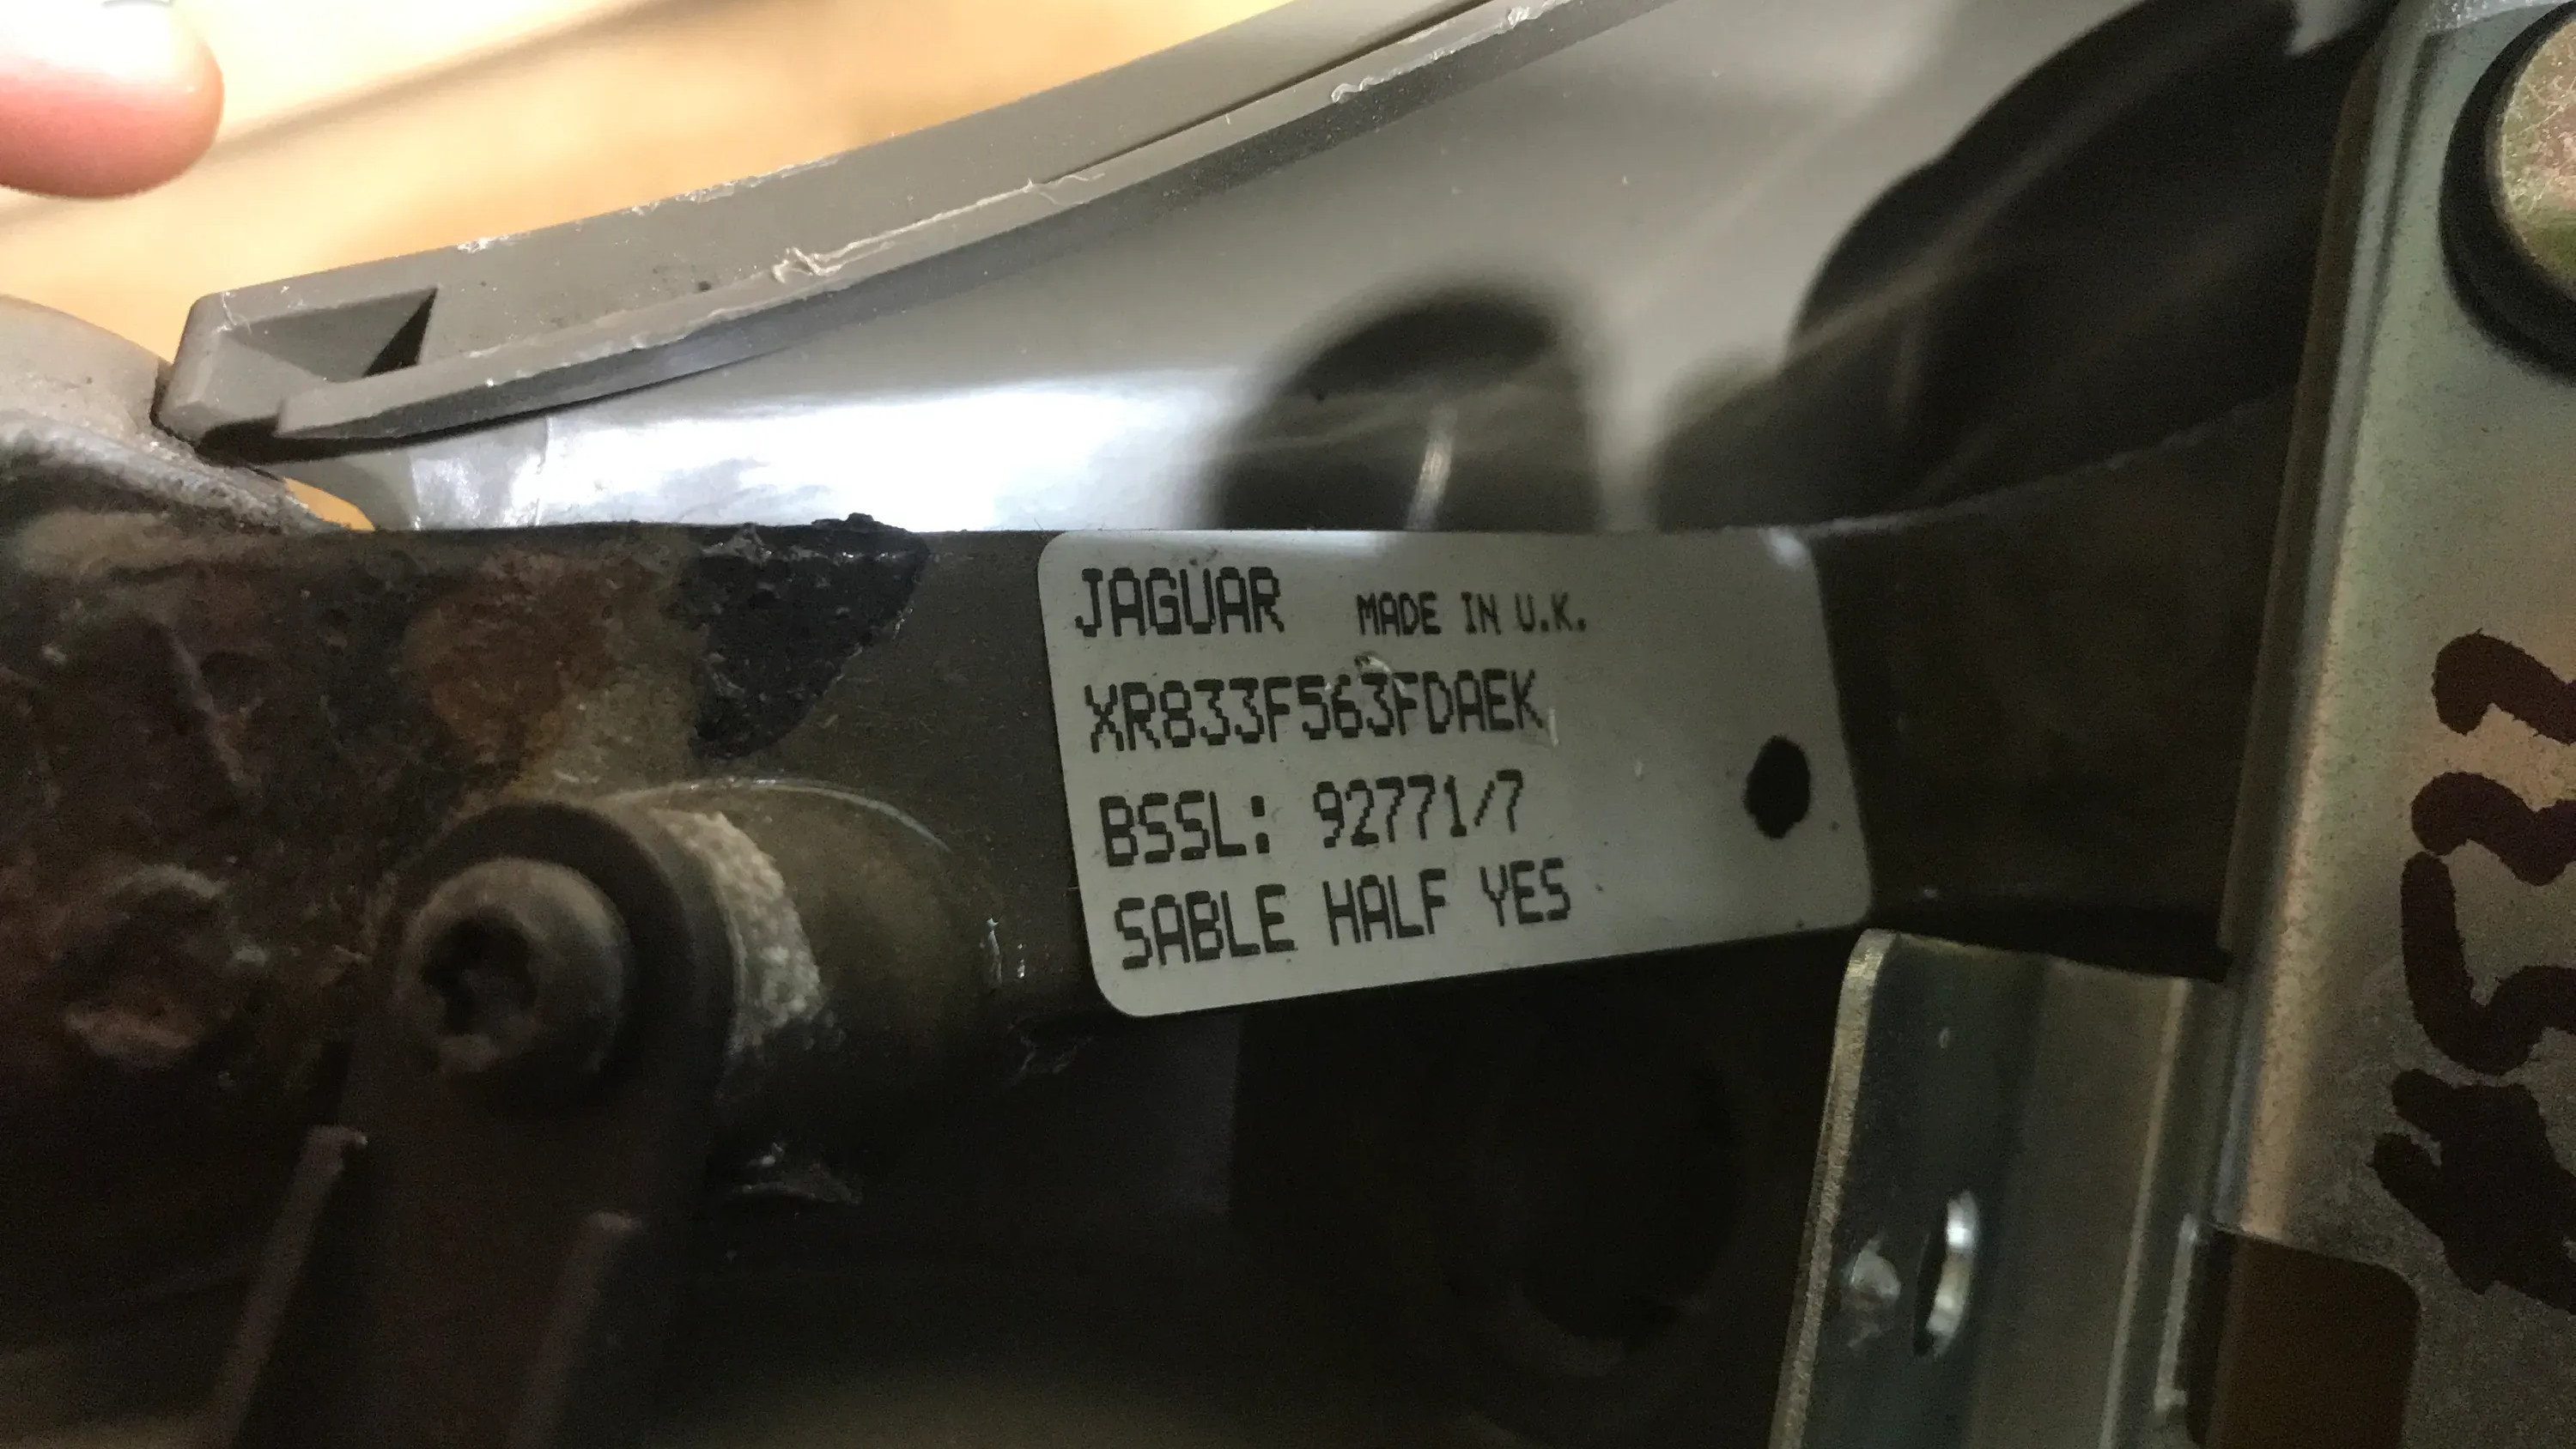 JAGUAR MADE IN U.K.
XR833F563FDAEK
BSSL: 92771/7
SABLE HALF YES